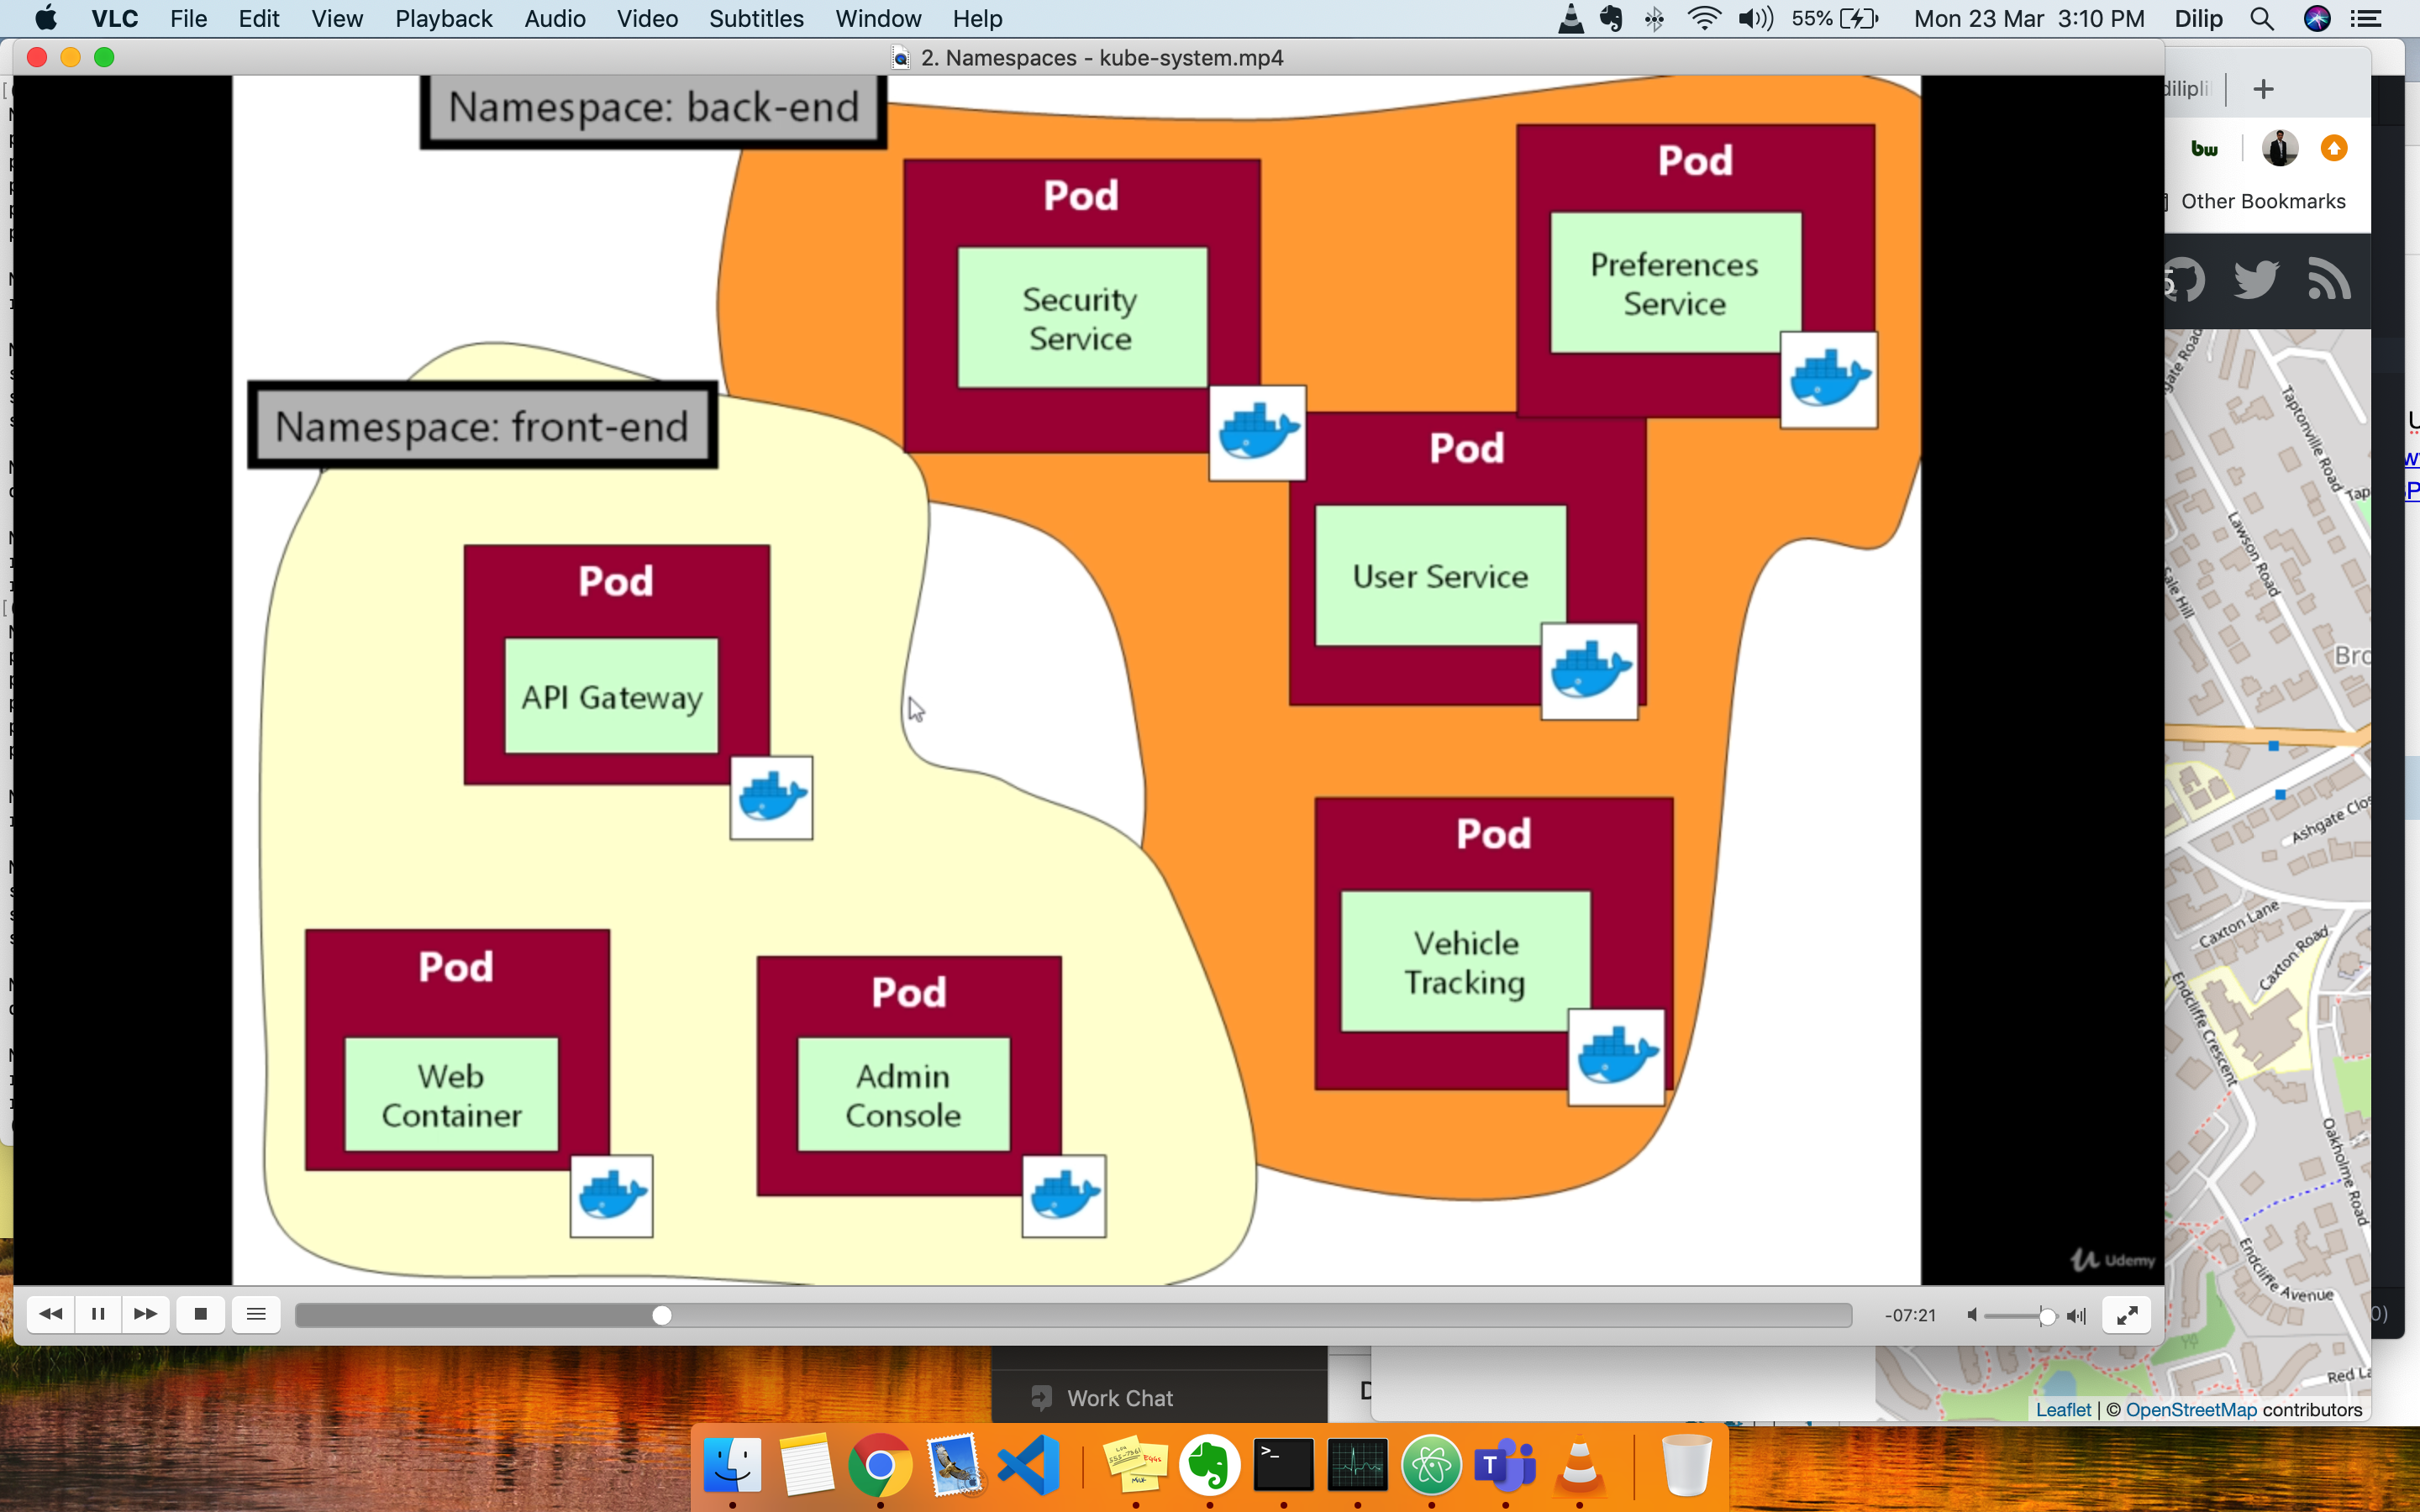 VLC File Edit View Playback Audio Video Subtitles Window Help
55% Mon 23 Mar 3:10 PM Dilip
2. Namespaces - kube-system.mp4
Namespace: back-end
Pod
Security
Service
Pod
Preferences
Service
Namespace: front-end
Pod
User Service
Pod
API Gateway
Pod
Vehicle
Tracking
Pod
Web
Container
Pod
Admin
Console
Udemy
-07:21
bw
Other Bookmarks
Taptonville Road
Lawson Road
Ashgate Clos
Caxton Lane
Caxton Road
Endcliffe Crescent
Oakholme Road
Endcliffe Avenue
Red La
Leaflet | © OpenStreetMap contributors
Work Chat